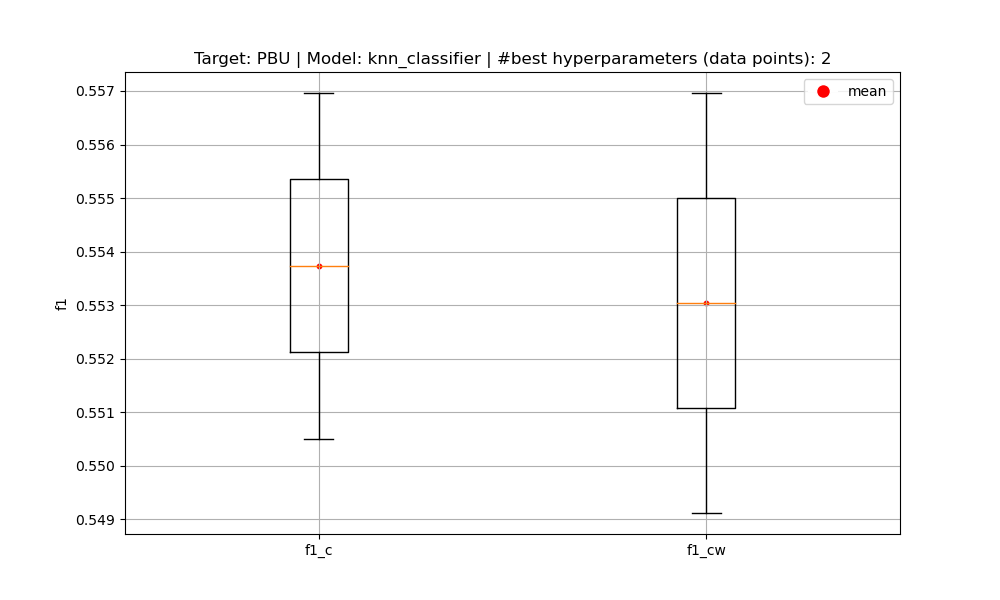 Target: PBU | Model: knn_classifier | #best hyperparameters (data points): 2
mean
0.557
0.556
0.555
0.554
0.553
0.552
0.551
0.550
0.549
f1
f1_c
f1_cw